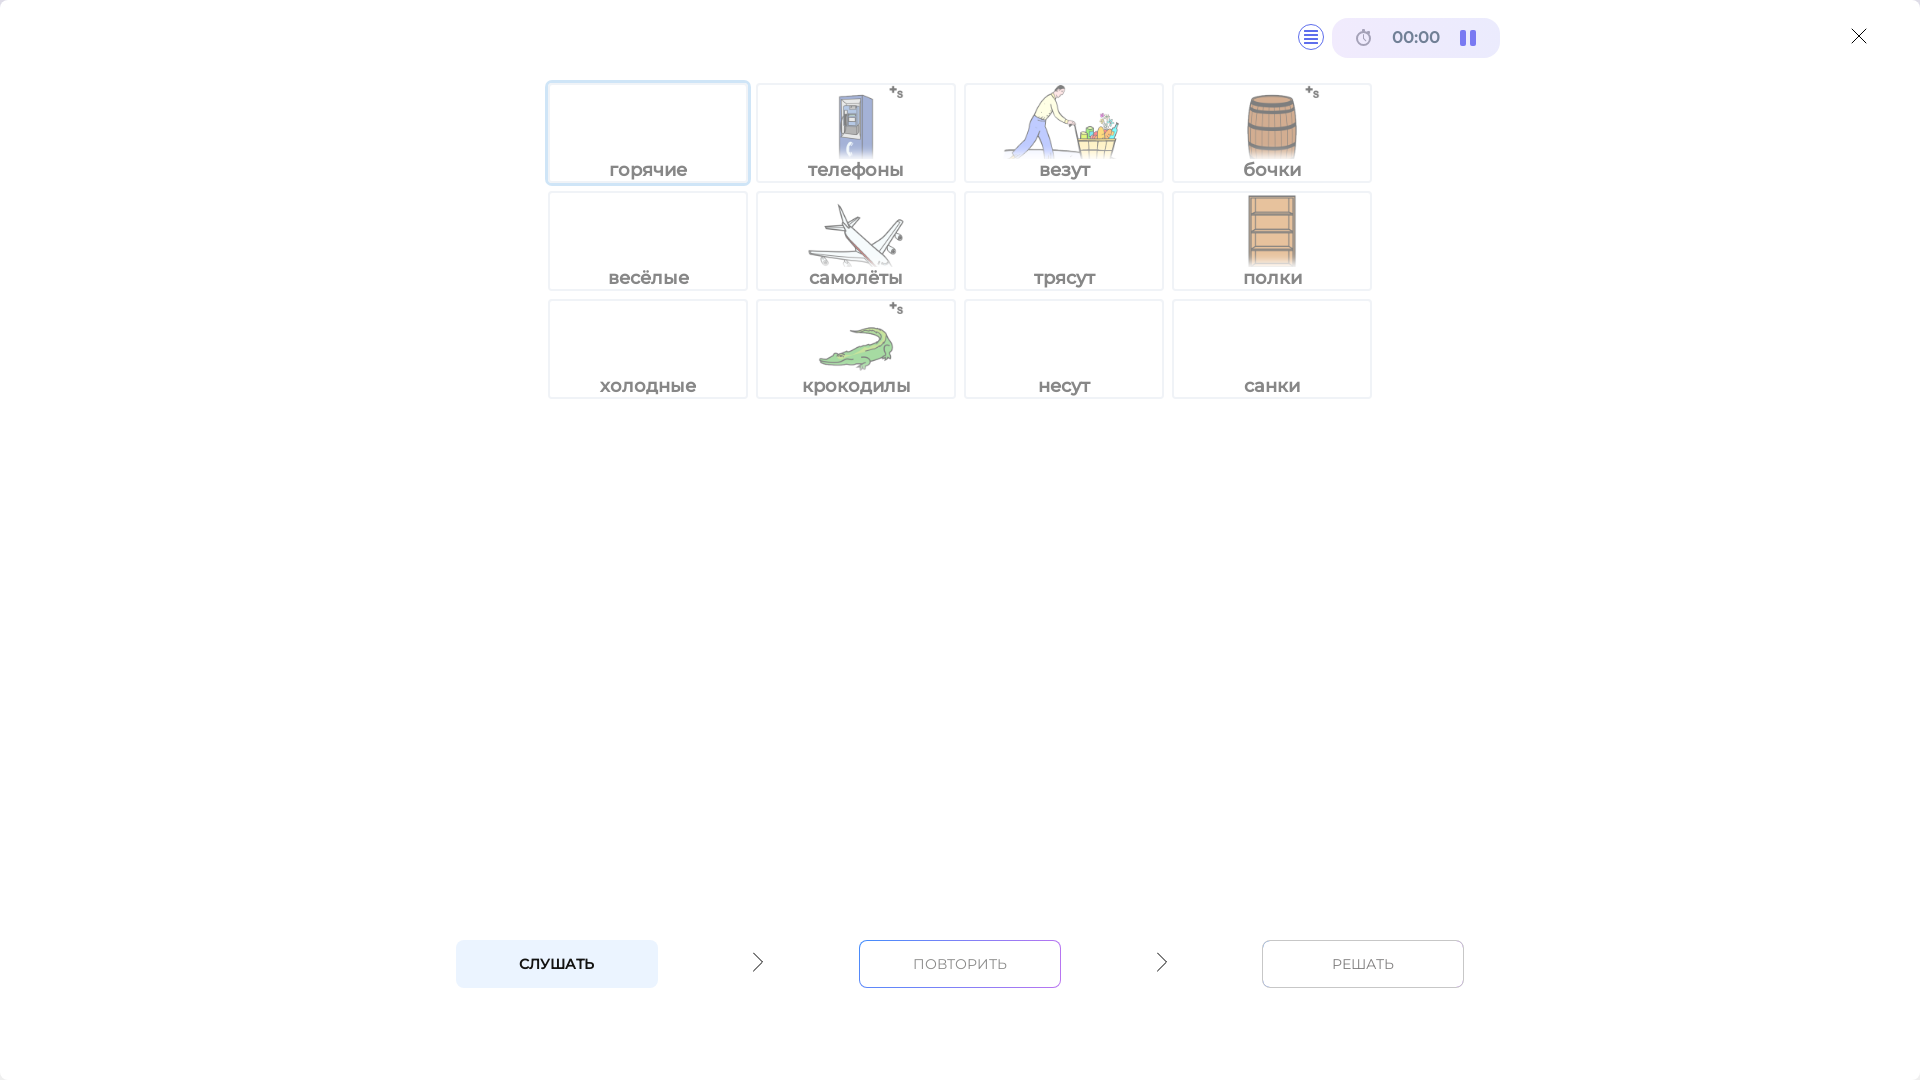 00:00
+s
+s
горячие
телефоны
везут
бочки
весёлые
самолёты
трясут
полки
+s
холодные
крокодилы
несут
санки
СЛУШАТЬ
ПОВТОРИТЬ
РЕШАТЬ